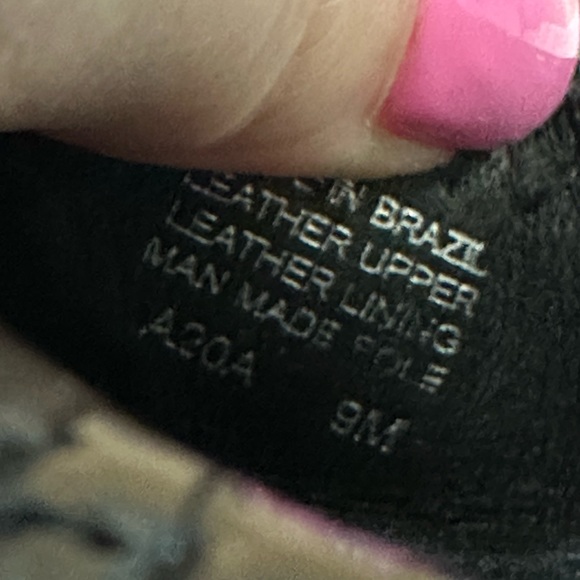 IN BRAZIL
LEATHER UPPER
LEATHER LINING
MAN MADE SOLE
A20A 9M